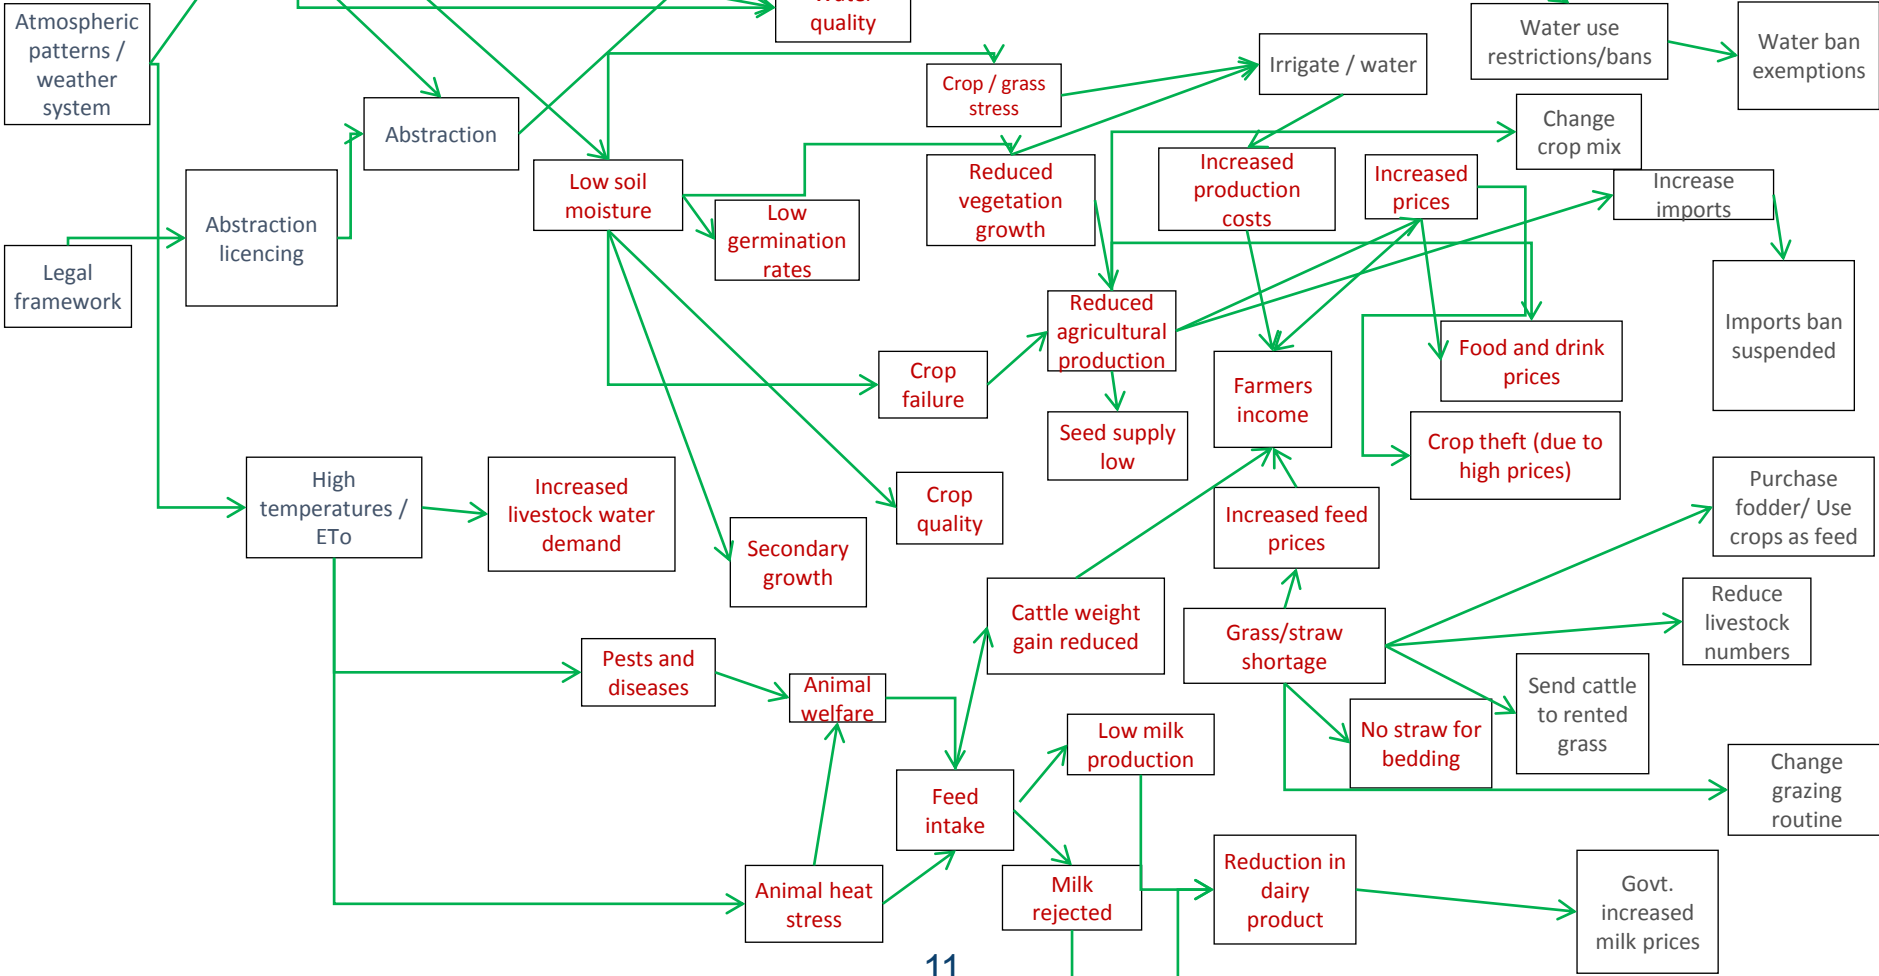 Water
quality
Atmospheric
patterns /
weather
system
Water use
restrictions/bans
Water ban
exemptions
Irrigate / water
Crop / grass
stress
Abstraction
Change
crop mix
Low soil
moisture
Reduced
vegetation
growth
Increased
production
costs
Increased
prices
Increase
imports
Abstraction
licencing
Low
germination
rates
Legal
framework
Reduced
agricultural
production
Imports ban
suspended
Food and drink
prices
Crop
failure
Farmers
income
Seed supply
low
Crop theft (due to
high prices)
High
temperatures /
ETo
Increased
livestock water
demand
Crop
quality
Increased feed
prices
Purchase
fodder/ Use
crops as feed
Secondary
growth
Cattle weight
gain reduced
Grass/straw
shortage
Reduce
livestock
numbers
Pests and
diseases
Animal
welfare
Send cattle
to rented
grass
Low milk
production
No straw for
bedding
Change
grazing
routine
Feed
intake
Animal heat
stress
Milk
rejected
Reduction in
dairy
product
Govt.
increased
milk prices
11